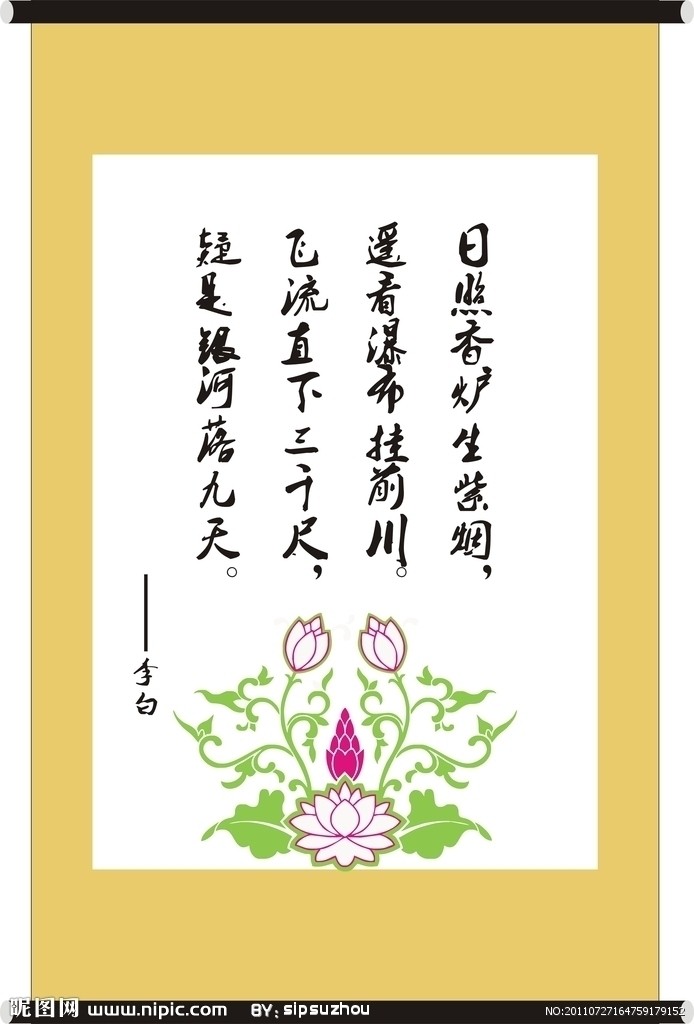 日照香炉生紫烟，
遥看瀑布挂前川。
飞流直下三千尺，
疑是银河落九天。
——李白
昵图网 www.nipic.com BY: slpsuzhou NO:20110727164759179152